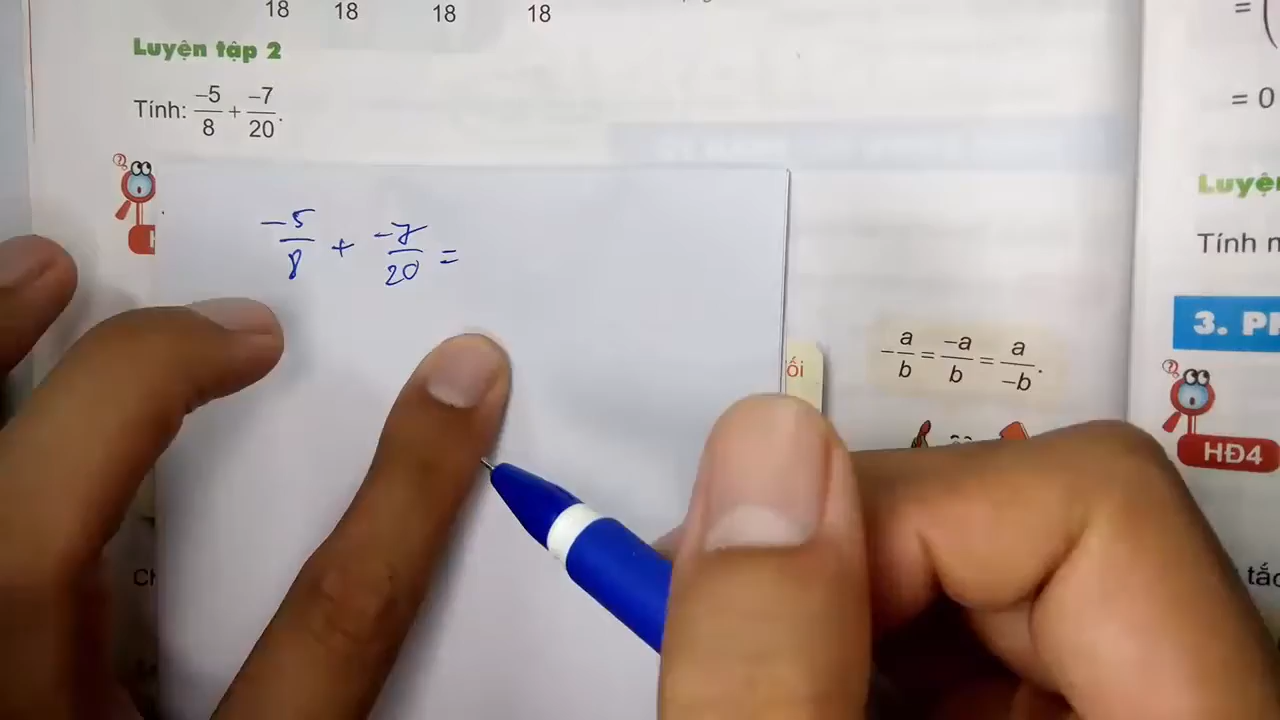 18 18 18 18
Luyện tập 2
Tính: \frac{-5}{8} + \frac{-7}{20}.
\frac{-5}{8} + \frac{-7}{20} =
ối
-\frac{a}{b} = \frac{-a}{b} = \frac{a}{-b}.
= (
= 0
Tính
3.
HĐ4
tắc